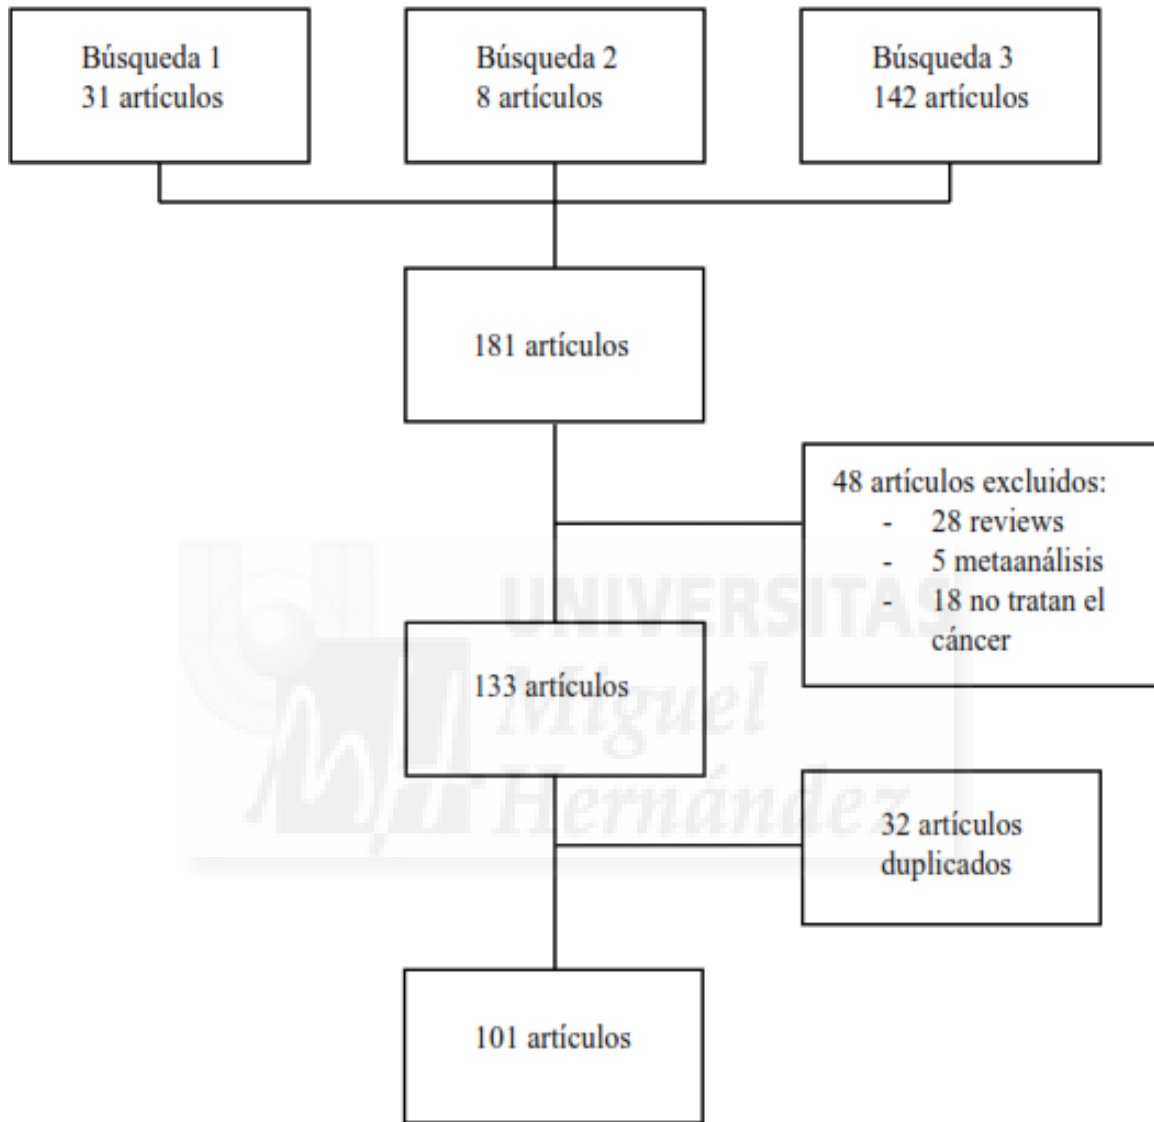 Búsqueda 1
31 artículos
Búsqueda 2
8 artículos
Búsqueda 3
142 artículos
181 artículos
48 artículos excluidos:
- 28 reviews
- 5 metaanálisis
- 18 no tratan el
cáncer
UNIVERSITAS
Miguel
Hernández
133 artículos
32 artículos
duplicados
101 artículos